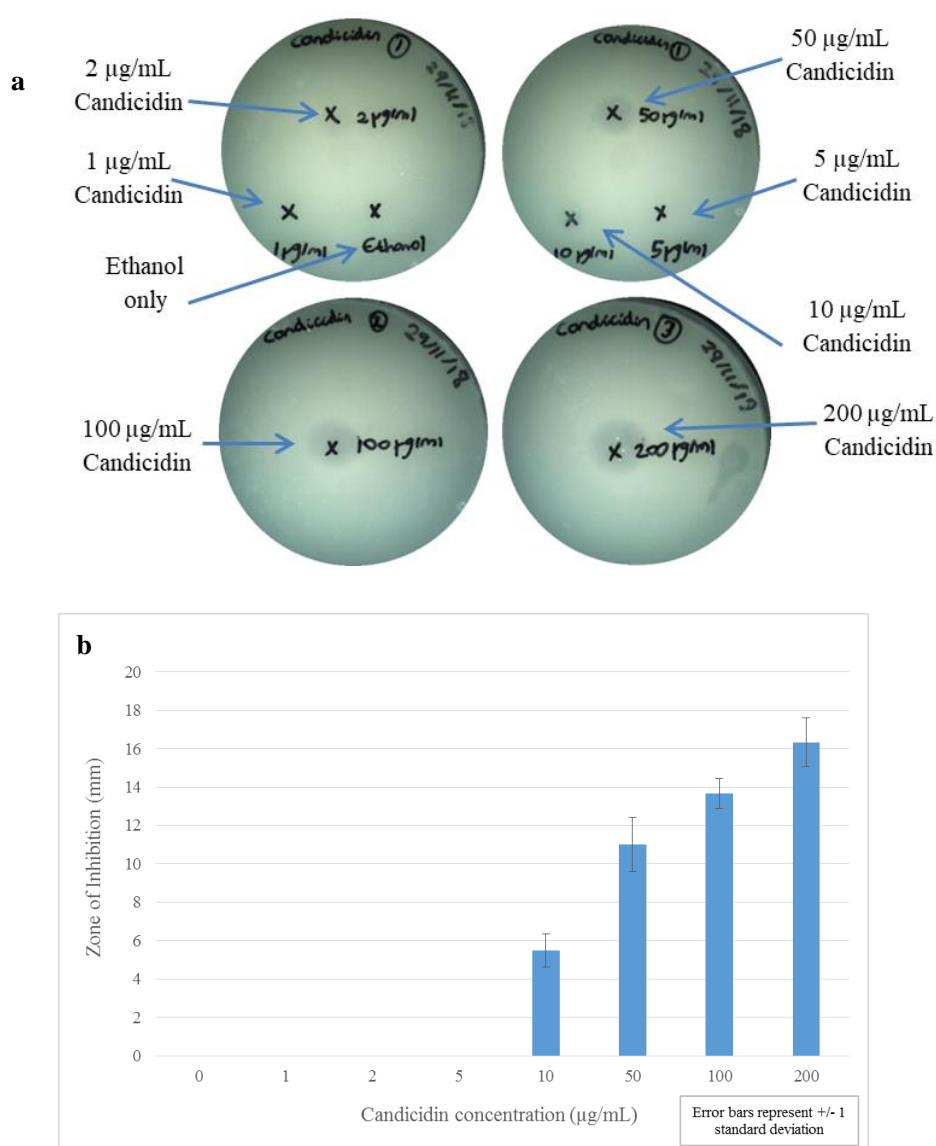 a
2 µg/mL
Candicidin
1 µg/mL
Candicidin
Ethanol
only
Candicidin 1
2µg/ml
1µg/ml
Ethanol
Candicidin 1
50µg/ml
10µg/ml
5µg/ml
50 µg/mL
Candicidin
5 µg/mL
Candicidin
10 µg/mL
Candicidin
100 µg/mL
Candicidin
Candicidin 2
29/11/18
100µg/ml
Candicidin 3
200µg/ml
200 µg/mL
Candicidin
b
Zone of Inhibition (mm)
20
18
16
14
12
10
8
6
4
2
0
0 1 2 5 10 50 100 200
Candicidin concentration (µg/mL)
Error bars represent +/- 1
standard deviation